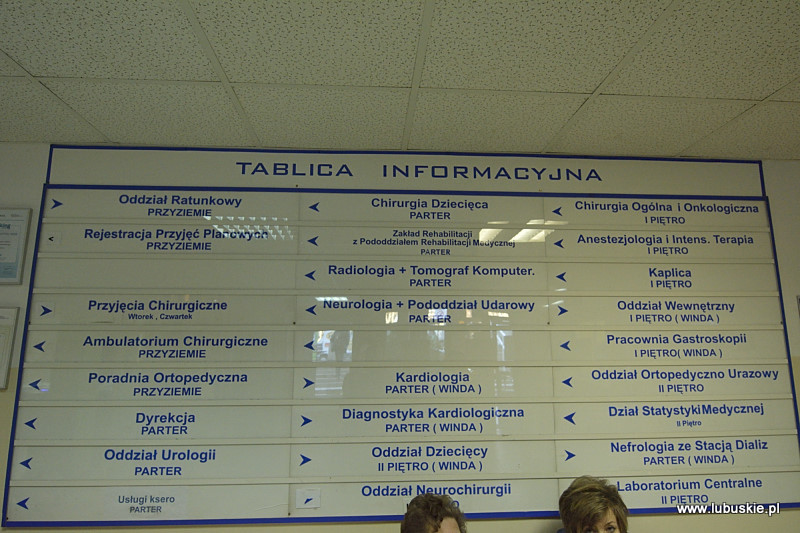 TABLICA INFORMACYJNA
Oddział Ratunkowy
PRZYZIEMIE
Rejestracja Przyjęć Planowych
PRZYZIEMIE
Przyjęcia Chirurgiczne
Wtorek , Czwartek
Ambulatorium Chirurgiczne
PRZYZIEMIE
Poradnia Ortopedyczna
PRZYZIEMIE
Dyrekcja
PARTER
Oddział Urologii
PARTER
Usługi ksero
PARTER
Chirurgia Dziecięca
PARTER
Zakład Rehabilitacji
z Pododdziałem Rehabilitacji Medycznej
PARTER
Radiologia + Tomograf Komputer.
PARTER
Neurologia + Pododdział Udarowy
PARTER
Kardiologia
PARTER ( WINDA )
Diagnostyka Kardiologiczna
PARTER ( WINDA )
Oddział Dziecięcy
II PIĘTRO ( WINDA )
Oddział Neurochirurgii
Chirurgia Ogólna i Onkologiczna
I PIĘTRO
Anestezjologia i Intens. Terapia
I PIĘTRO
Kaplica
I PIĘTRO
Oddział Wewnętrzny
I PIĘTRO ( WINDA )
Pracownia Gastroskopii
I PIĘTRO( WINDA )
Oddział Ortopedyczno Urazowy
II PIĘTRO
Dział Statystyki Medycznej
II Piętro
Nefrologia ze Stacją Dializ
PARTER ( WINDA )
Laboratorium Centralne
II PIĘTRO
www.lubuskie.pl